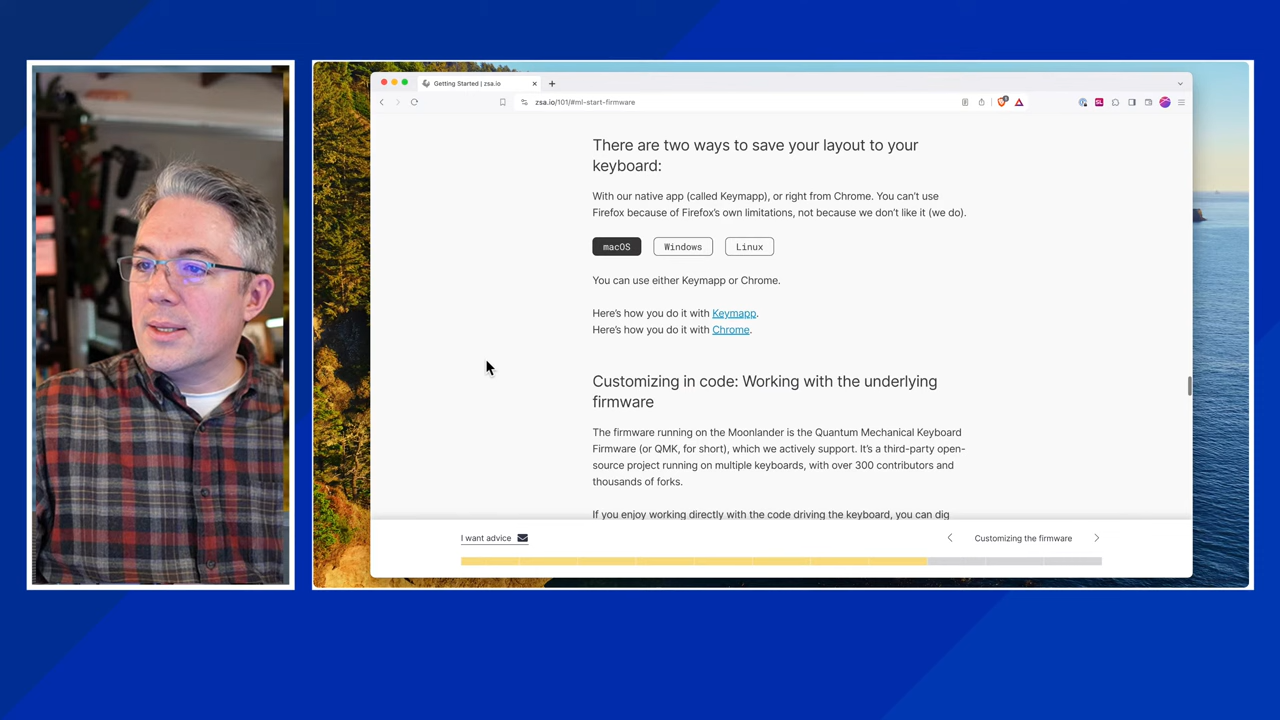 Getting Started | zsa.io
zsa.io/101/#ml-start-firmware
There are two ways to save your layout to your
keyboard:
With our native app (called Keymapp), or right from Chrome. You can’t use
Firefox because of Firefox’s own limitations, not because we don’t like it (we do).
macOS
Windows
Linux
You can use either Keymapp or Chrome.
Here’s how you do it with Keymapp.
Here’s how you do it with Chrome.
Customizing in code: Working with the underlying
firmware
The firmware running on the Moonlander is the Quantum Mechanical Keyboard
Firmware (or QMK, for short), which we actively support. It’s a third-party open-
source project running on multiple keyboards, with over 300 contributors and
thousands of forks.
If you enjoy working directly with the code driving the keyboard, you can dig
I want advice
Customizing the firmware